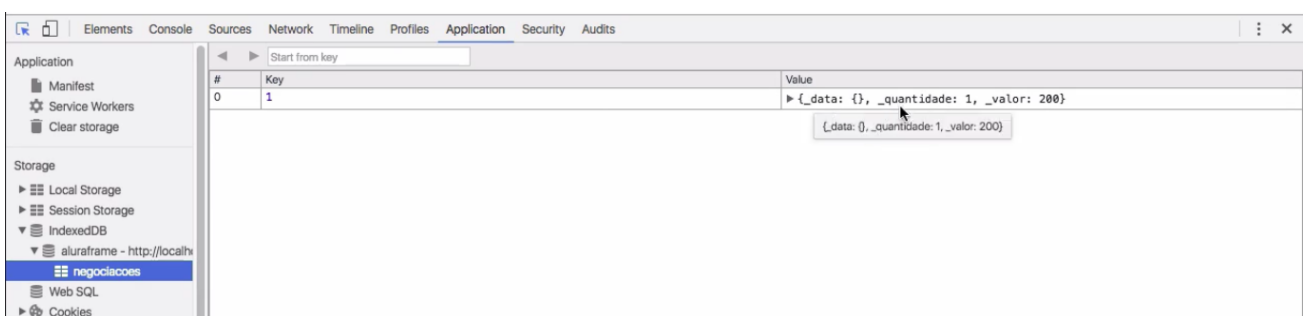 Elements Console Sources Network Timeline Profiles Application Security Audits
Application
Manifest
Service Workers
Clear storage
Storage
Local Storage
Session Storage
IndexedDB
aluraframe - http://localh
negociacoes
Web SQL
Cookies
Start from key
# Key Value
0 1 {_data: {}, _quantidade: 1, _valor: 200}
{_data: {}, _quantidade: 1, _valor: 200}